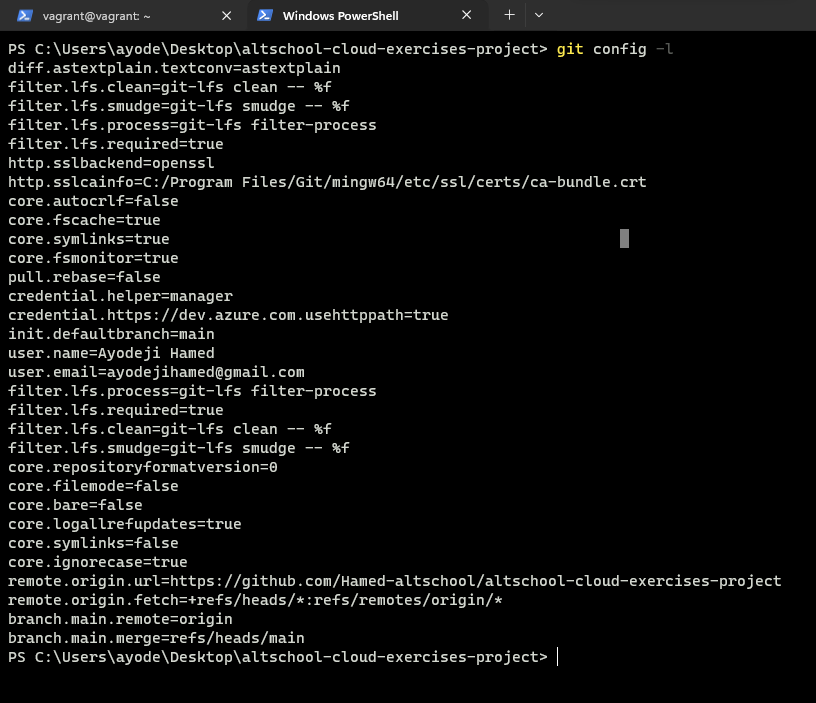 vagrant@vagrant: ~
Windows PowerShell
PS C:\Users\ayode\Desktop\altschool-cloud-exercises-project> git config -l
diff.astextplain.textconv=astextplain
filter.lfs.clean=git-lfs clean -- %f
filter.lfs.smudge=git-lfs smudge -- %f
filter.lfs.process=git-lfs filter-process
filter.lfs.required=true
http.sslbackend=openssl
http.sslcainfo=C:/Program Files/Git/mingw64/etc/ssl/certs/ca-bundle.crt
core.autocrlf=false
core.fscache=true
core.symlinks=true
core.fsmonitor=true
pull.rebase=false
credential.helper=manager
credential.https://dev.azure.com.usehttppath=true
init.defaultbranch=main
user.name=Ayodeji Hamed
user.email=ayodejihamed@gmail.com
filter.lfs.process=git-lfs filter-process
filter.lfs.required=true
filter.lfs.clean=git-lfs clean -- %f
filter.lfs.smudge=git-lfs smudge -- %f
core.repositoryformatversion=0
core.filemode=false
core.bare=false
core.logallrefupdates=true
core.symlinks=false
core.ignorecase=true
remote.origin.url=https://github.com/Hamed-altschool/altschool-cloud-exercises-project
remote.origin.fetch=+refs/heads/*:refs/remotes/origin/*
branch.main.remote=origin
branch.main.merge=refs/heads/main
PS C:\Users\ayode\Desktop\altschool-cloud-exercises-project>